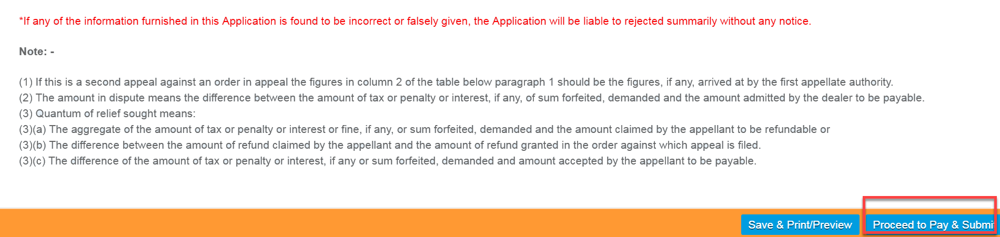 *If any of the information furnished in this Application is found to be incorrect or falsely given, the Application will be liable to rejected summarily without any notice.
Note: -
(1) If this is a second appeal against an order in appeal the figures in column 2 of the table below paragraph 1 should be the figures, if any, arrived at by the first appellate authority.
(2) The amount in dispute means the difference between the amount of tax or penalty or interest, if any, of sum forfeited, demanded and the amount admitted by the dealer to be payable.
(3) Quantum of relief sought means:
(3)(a) The aggregate of the amount of tax or penalty or interest or fine, if any, or sum forfeited, demanded and the amount claimed by the appellant to be refundable or
(3)(b) The difference between the amount of refund claimed by the appellant and the amount of refund granted in the order against which appeal is filed.
(3)(c) The difference of the amount of tax or penalty or interest, if any or sum forfeited, demanded and amount accepted by the appellant to be payable.
Save & Print/Preview
Proceed to Pay & Submi